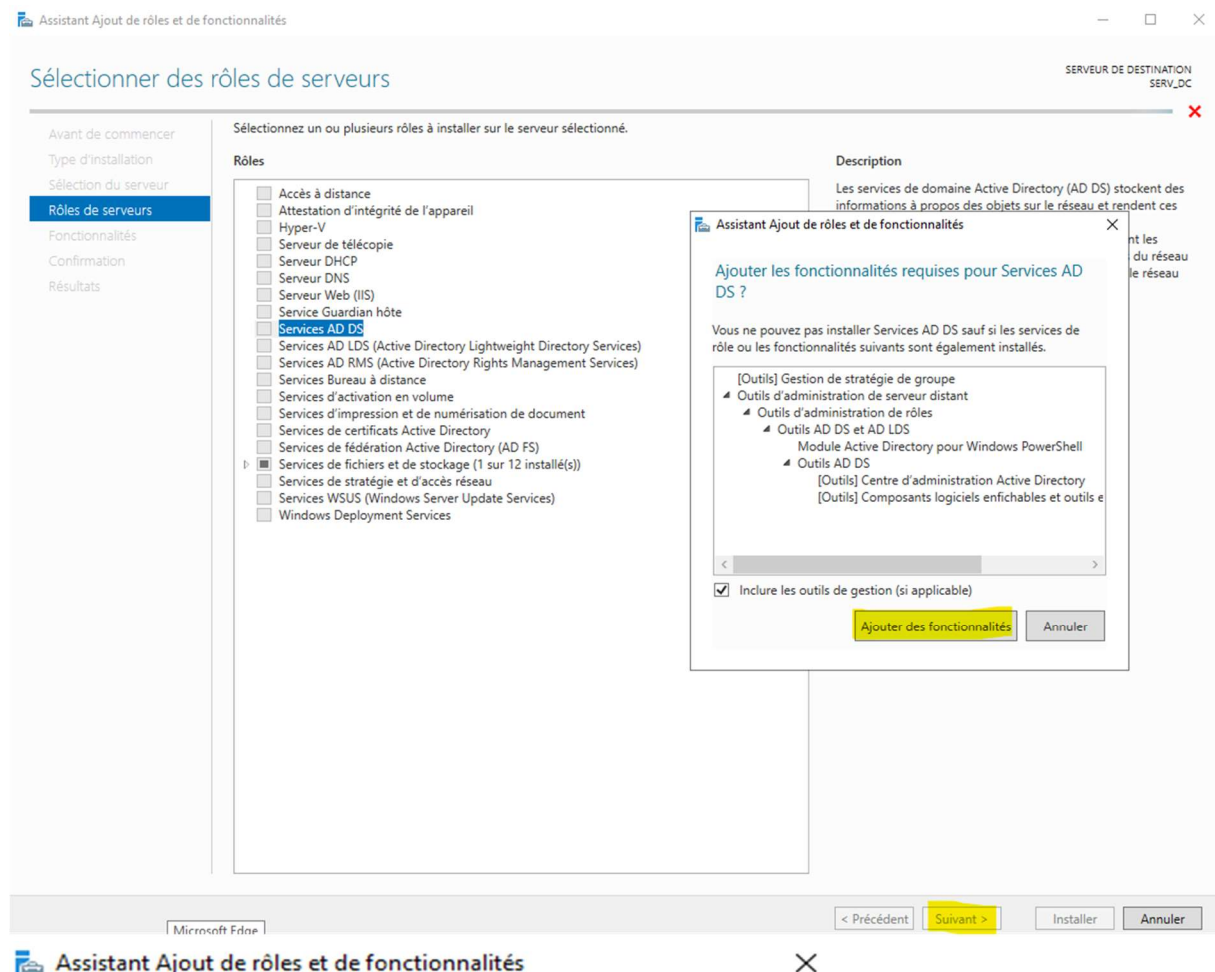 Assistant Ajout de rôles et de fonctionnalités
Sélectionner des rôles de serveurs
SERVEUR DE DESTINATION
SERV_DC
Avant de commencer
Type d'installation
Sélection du serveur
Rôles de serveurs
Fonctionnalités
Confirmation
Résultats
Sélectionnez un ou plusieurs rôles à installer sur le serveur sélectionné.
Rôles
Accès à distance
Attestation d'intégrité de l'appareil
Hyper-V
Serveur de télécopie
Serveur DHCP
Serveur DNS
Serveur Web (IIS)
Service Guardian hôte
Services AD DS
Services AD LDS (Active Directory Lightweight Directory Services)
Services AD RMS (Active Directory Rights Management Services)
Services Bureau à distance
Services d'activation en volume
Services d'impression et de numérisation de document
Services de certificats Active Directory
Services de fédération Active Directory (AD FS)
Services de fichiers et de stockage (1 sur 12 installé(s))
Services de stratégie et d'accès réseau
Services WSUS (Windows Server Update Services)
Windows Deployment Services
Description
Les services de domaine Active Directory (AD DS) stockent des
informations à propos des objets sur le réseau et rendent ces
nt les
du réseau
le réseau
Assistant Ajout de rôles et de fonctionnalités
Ajouter les fonctionnalités requises pour Services AD
DS ?
Vous ne pouvez pas installer Services AD DS sauf si les services de
rôle ou les fonctionnalités suivants sont également installés.
[Outils] Gestion de stratégie de groupe
Outils d'administration de serveur distant
Outils d'administration de rôles
Outils AD DS et AD LDS
Module Active Directory pour Windows PowerShell
Outils AD DS
[Outils] Centre d'administration Active Directory
[Outils] Composants logiciels enfichables et outils e
Inclure les outils de gestion (si applicable)
Ajouter des fonctionnalités
Annuler
< Précédent
Suivant >
Installer
Annuler
Microsoft Edge
Assistant Ajout de rôles et de fonctionnalités